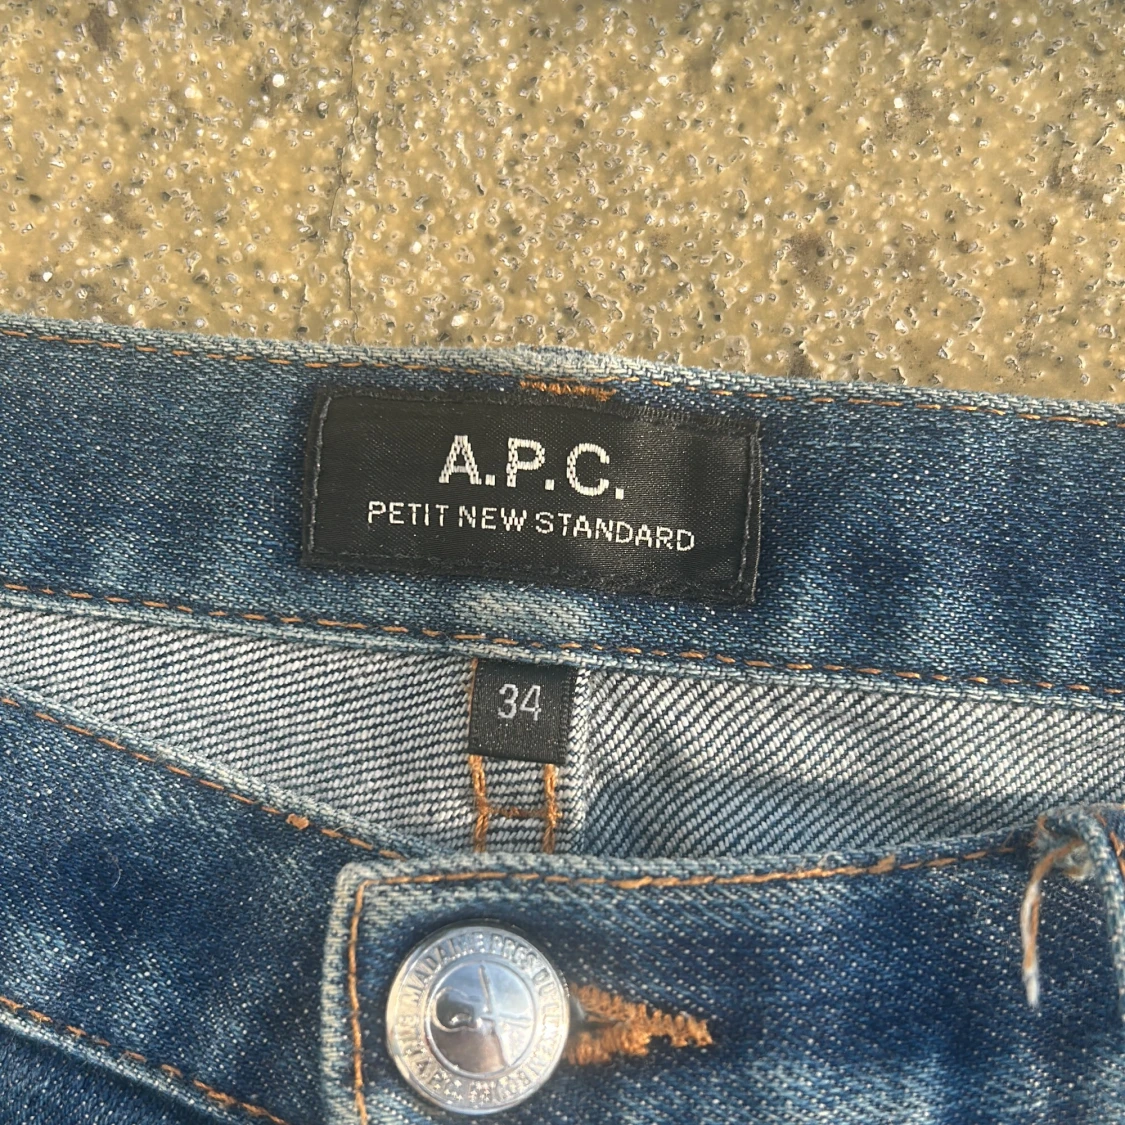 A.P.C.
PETIT NEW STANDARD
34